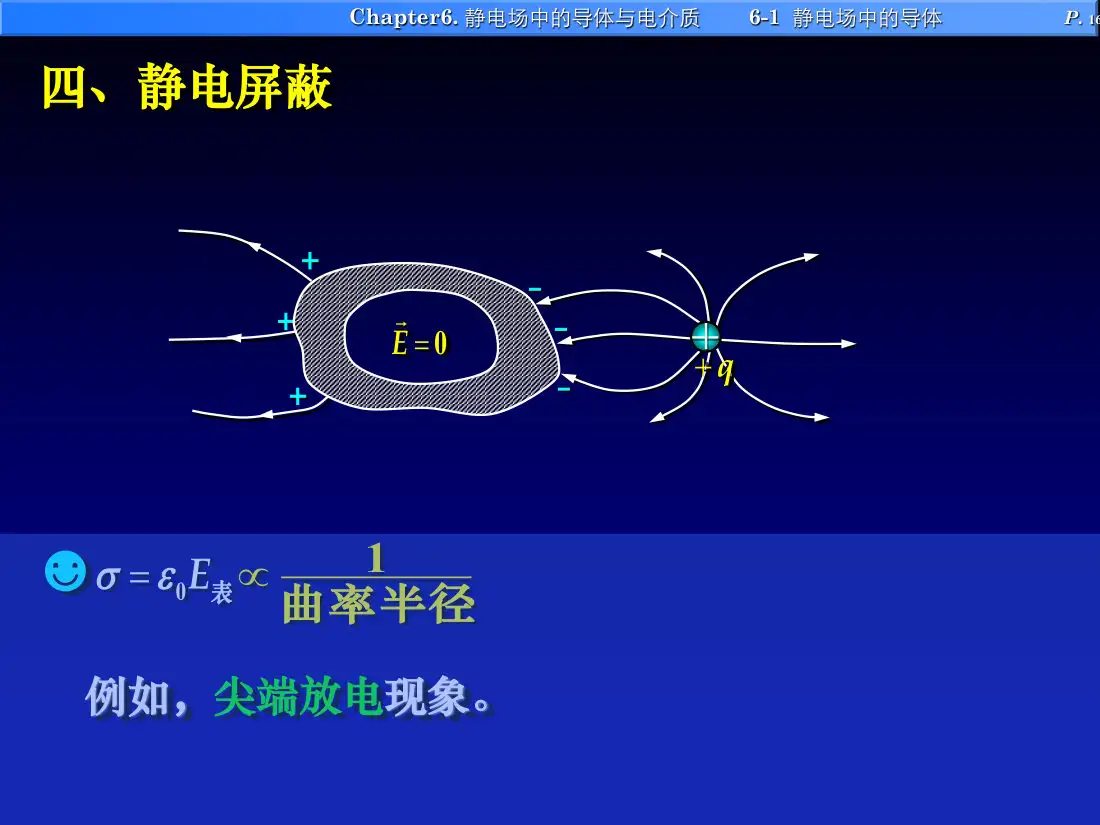 Chapter6. 静电场中的导体与电介质 6-1 静电场中的导体 P. 16
四、静电屏蔽
+ -
+ E⃗ = 0 -
+ - + q
σ = ε₀E表 ∝ 1/曲率半径
例如，尖端放电现象。